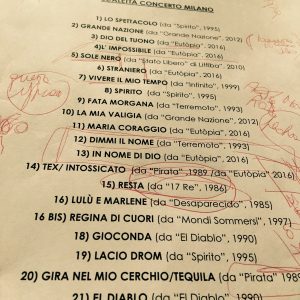 SCALETTA CONCERTO MILANO
1) LO SPETTACOLO (da "Spirito", 1995)
2) GRANDE NAZIONE (da "Grande Nazione", 2012)
3) DIO DEL TUONO (da "Eutòpia", 2016)
4)L' IMPOSSIBILE (da "Eutòpia", 2016)
5) SOLE NERO (da "Stato Libero" di Litfiba", 2010)
6) STRANIERO (da "Eutòpia", 2016)
7) VIVERE IL MIO TEMPO (da "Infinito", 1999)
8) SPIRITO (da "Spirito", 1995)
9) FATA MORGANA (da "Terremoto", 1993)
10) LA MIA VALIGIA (da "Grande Nazione", 2012)
11) MARIA CORAGGIO (da "Eutòpia", 2016)
12) DIMMI IL NOME (da "Terremoto", 1993)
13) IN NOME DI DIO (da "Eutòpia", 2016)
14) TEX/ INTOSSICATO (da "Pirata", 1989 /da "Eutòpia" 2016)
15) RESTA (da "17 Re", 1986)
16) LULÙ E MARLENE (da "Desaparecido", 1985)
16 BIS) REGINA DI CUORI (da "Mondi Sommersi", 1997)
17)
18) GIOCONDA (da "El Diablo", 1990)
19) LACIO DROM (da "Spirito", 1995)
20) GIRA NEL MIO CERCHIO/TEQUILA (da "Pirata" 1989
21) EL DIABLO (da "El Diablo", 1990)